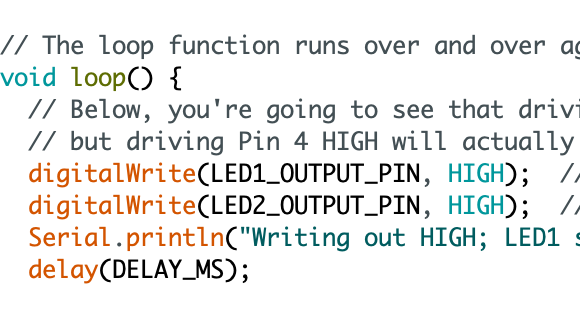 // The loop function runs over and over ag
void loop() {
// Below, you're going to see that drivi
// but driving Pin 4 HIGH will actually
digitalWrite(LED1_OUTPUT_PIN, HIGH); //
digitalWrite(LED2_OUTPUT_PIN, HIGH); //
Serial.println("Writing out HIGH; LED1 s
delay(DELAY_MS);